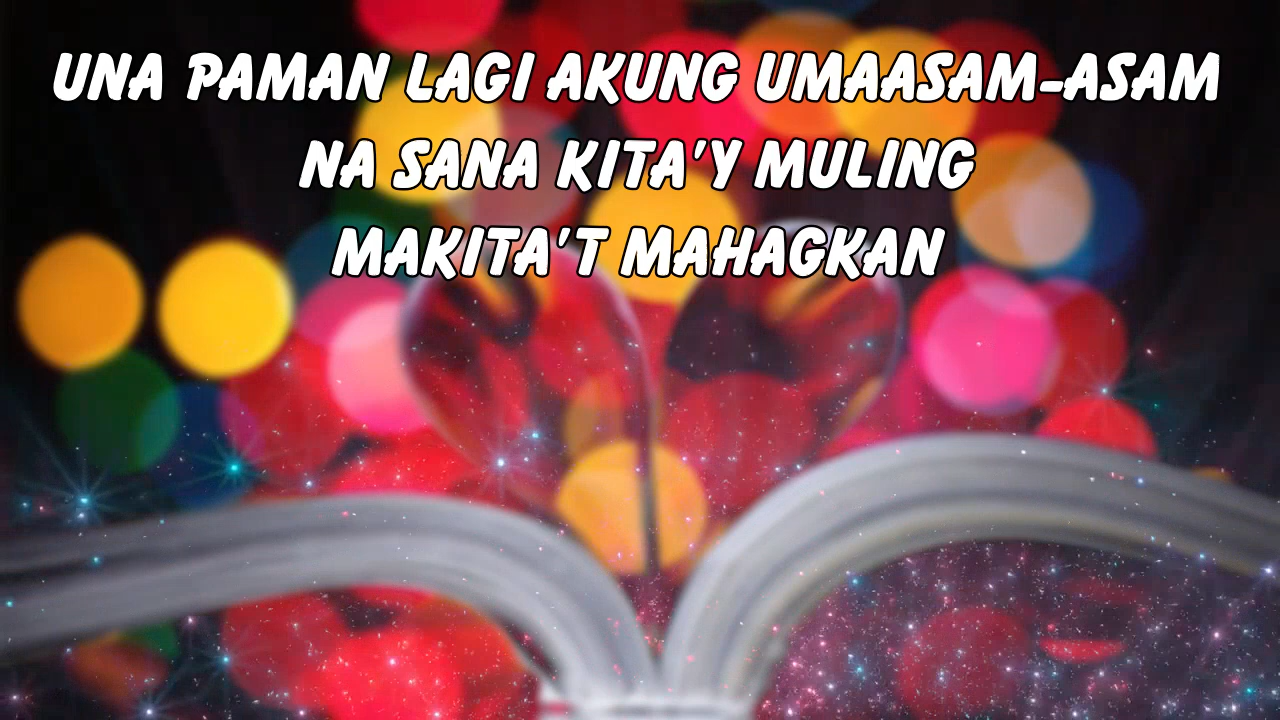 UNA PAMAN LAGI AKUNG UMAASAM-ASAM
NA SANA KITA'Y MULING
MAKITA'T MAHAGKAN